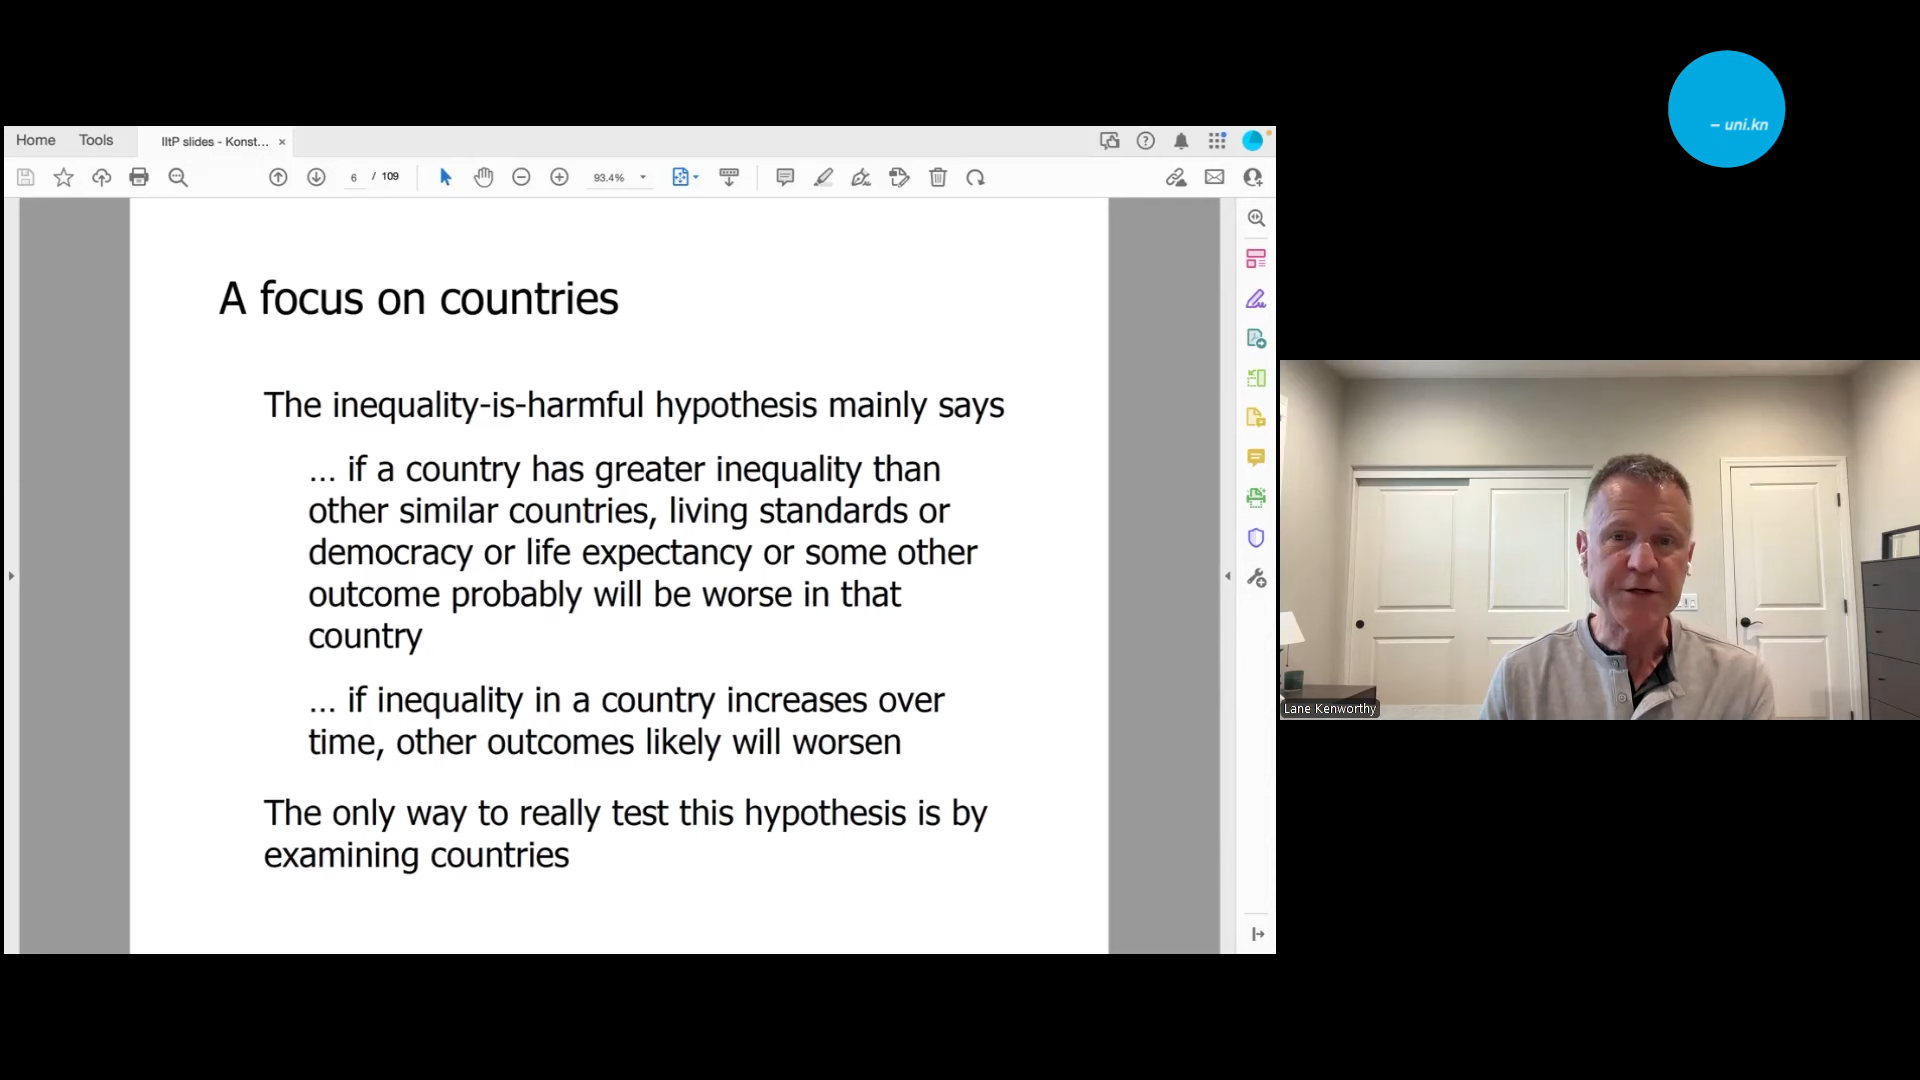 – uni.kn
Home Tools IItP slides - Konst... ×
6 / 109 93.4%
A focus on countries
The inequality-is-harmful hypothesis mainly says
... if a country has greater inequality than
other similar countries, living standards or
democracy or life expectancy or some other
outcome probably will be worse in that
country
... if inequality in a country increases over
time, other outcomes likely will worsen
The only way to really test this hypothesis is by
examining countries
Lane Kenworthy